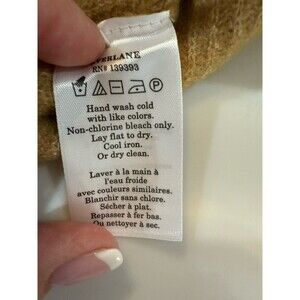 RN# 139393
Hand wash cold
with like colors.
Non-chlorine bleach only.
Lay flat to dry.
Cool iron.
Or dry clean.
Laver à la main à
l'eau froide
avec couleurs similaires.
Blanchir sans chlore.
Sécher à plat.
Repasser à fer bas.
Ou nettoyer à sec.